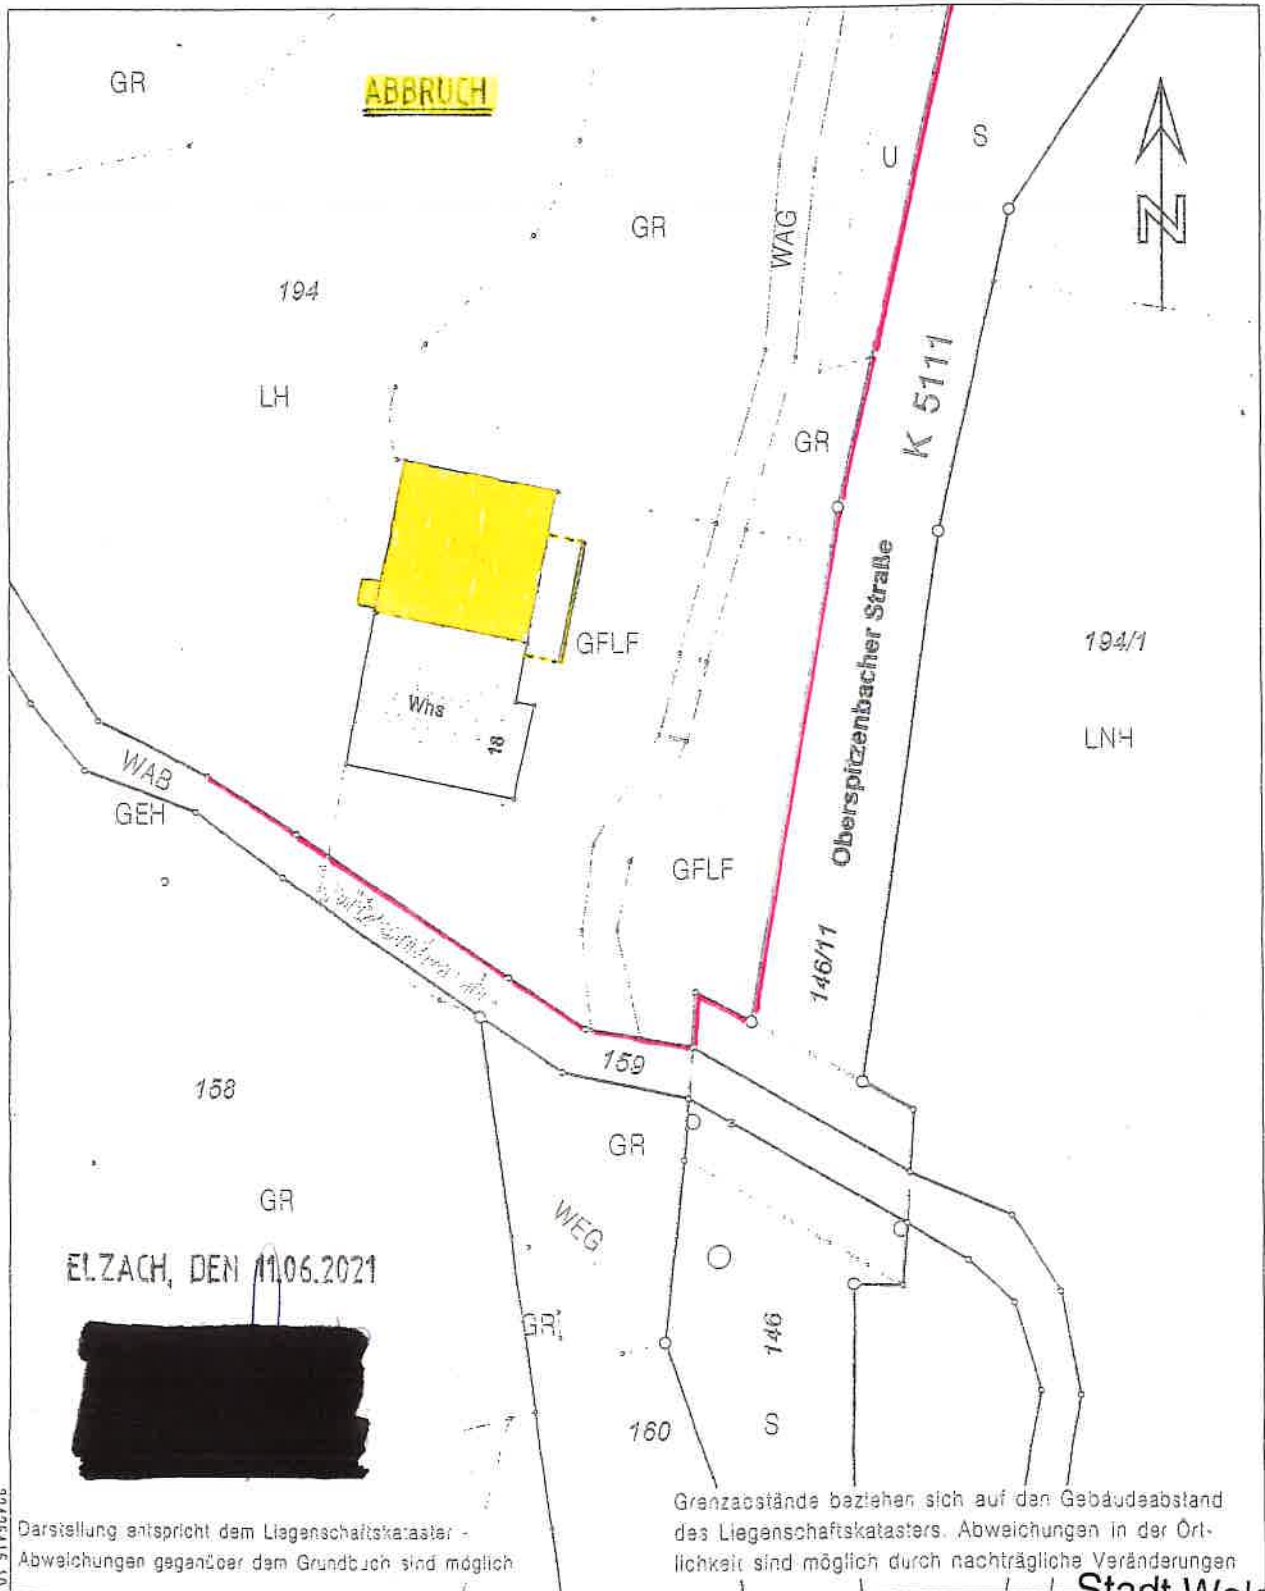 GR
ABBRUCH
S
U
GR
WAG
N
194
K 5111
LH
GR
Oberspitzenbacher Straße
GFLF
194/1
Whs
18
LNH
WAB
GEH
GFLF
146/11
159
158
GR
GR
WEG
ELZACH, DEN 11.06.2021
GR
146
160
S
Grenzabstände beziehen sich auf den Gebäudeabstand
des Liegenschaftskatasters. Abweichungen in der Ört-
lichkeit sind möglich durch nachträgliche Veränderungen
Darstellung entspricht dem Liegenschaftskataster -
Abweichungen gegenüber dem Grundbuch sind möglich
Stadt